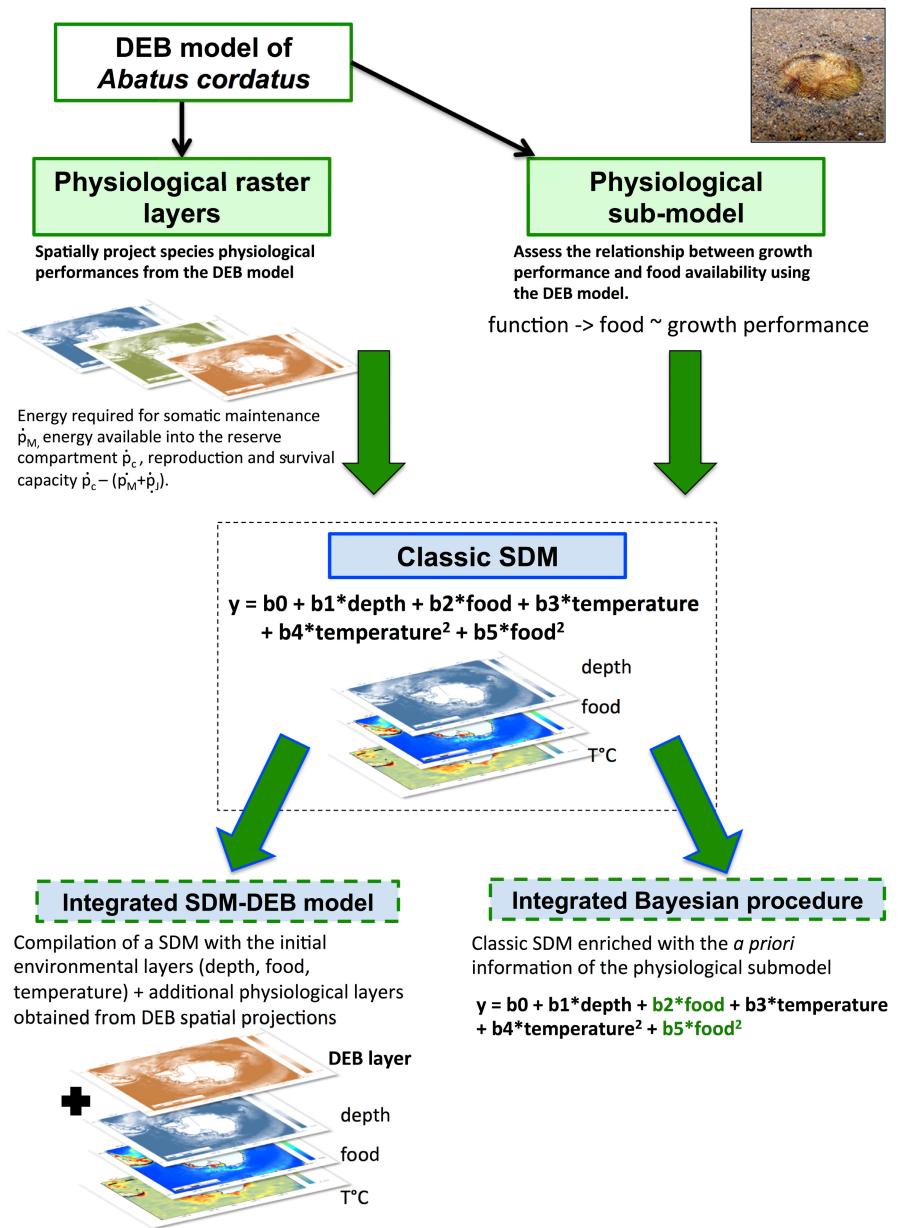 DEB model of
Abatus cordatus
Physiological raster
layers
Spatially project species physiological
performances from the DEB model
Physiological
sub-model
Assess the relationship between growth
performance and food availability using
the DEB model.
function -> food ~ growth performance
Energy required for somatic maintenance
ṗM, energy available into the reserve
compartment ṗc , reproduction and survival
capacity ṗc – (ṗM+ṗJ).
Classic SDM
y = b0 + b1*depth + b2*food + b3*temperature
+ b4*temperature² + b5*food²
depth
food
T°C
Integrated SDM-DEB model
Compilation of a SDM with the initial
environmental layers (depth, food,
temperature) + additional physiological layers
obtained from DEB spatial projections
DEB layer
depth
food
T°C
Integrated Bayesian procedure
Classic SDM enriched with the a priori
information of the physiological submodel
y = b0 + b1*depth + b2*food + b3*temperature
+ b4*temperature² + b5*food²